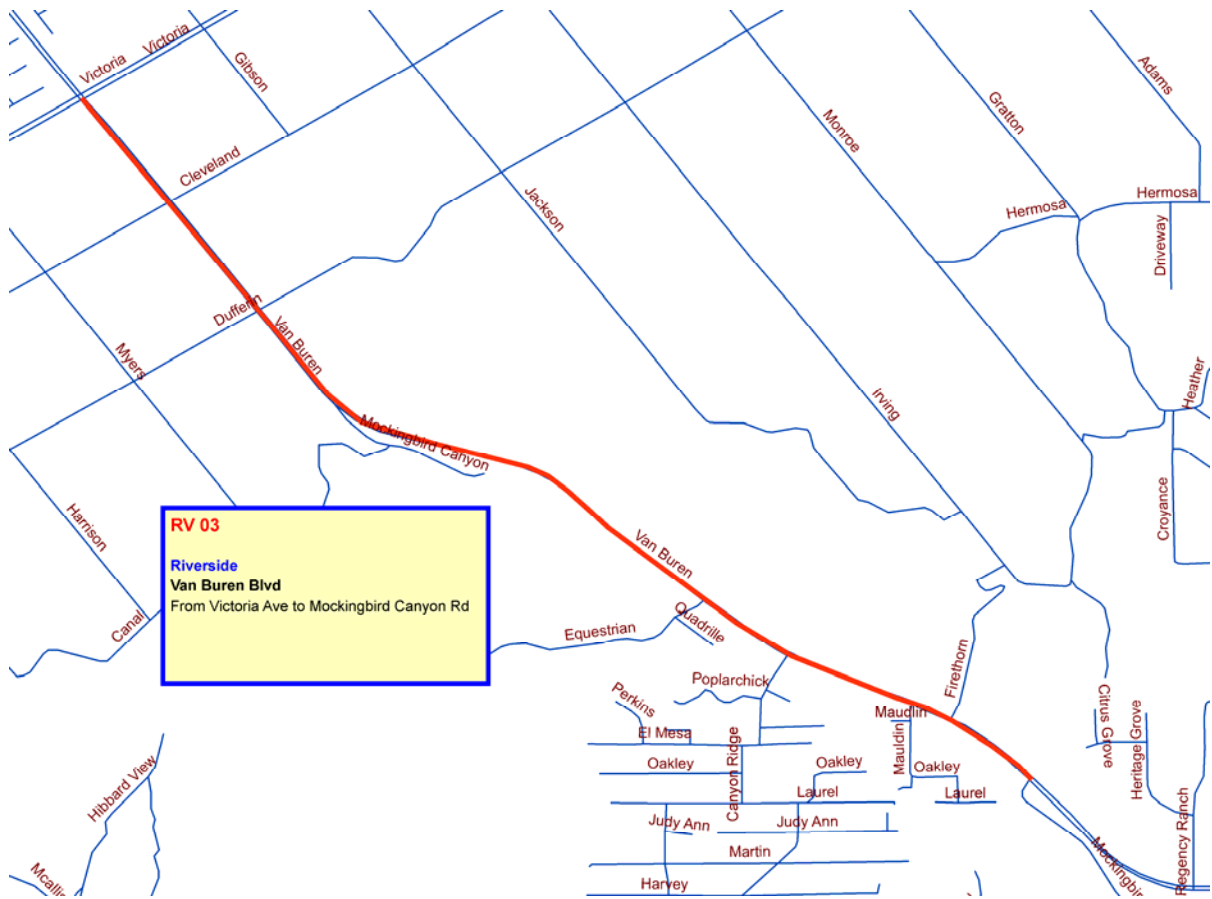 Victoria
Victoria
Gibson
Adams
Gratton
Monroe
Cleveland
Jackson
Hermosa
Hermosa
Driveway
Dufferin
Van Buren
Myers
Heather
irving
Mockingbird Canyon
Harrison
Croyance
RV 03
Riverside
Van Buren Blvd
From Victoria Ave to Mockingbird Canyon Rd
Van Buren
Canal
Equestrian
Quadrille
Firethorn
Poplarchick
Perkins
Citrus Grove
Heritage Grove
Maudlin
El Mesa
Mauldin
Canyon Ridge
Oakley
Oakley
Oakley
Hibbard View
Laurel
Laurel
Judy Ann
Judy Ann
Regency Ranch
Martin
Mockingbir
Harvey
Mcalli